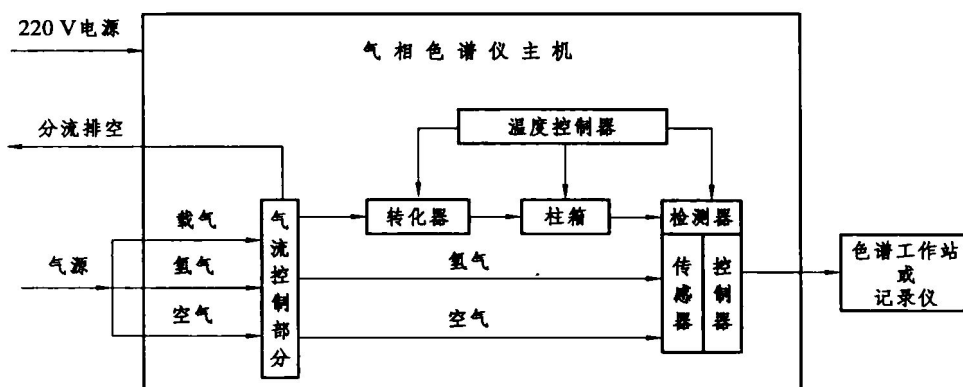 220 V电源
气相色谱仪主机
分流排空
温度控制器
转化器
柱箱
检测器
载气
气源
氢气
空气
气流控制部分
氢气
空气
传感器
控制器
色谱工作站
或
记录仪